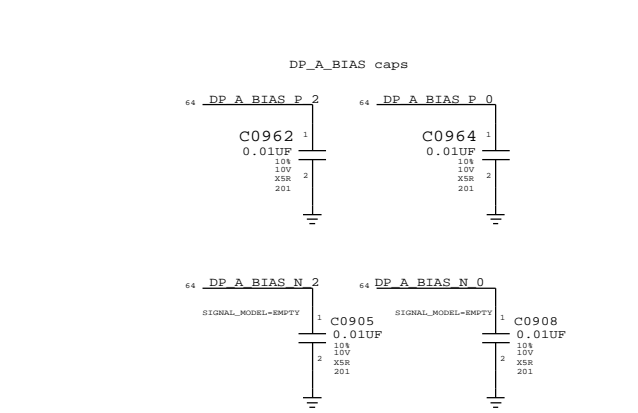 DP_A_BIAS caps
64 DP_A_BIAS_P_2
64 DP_A_BIAS_P_0
C0962 1
0.01UF
10%
10V
X5R
201
2
C0964 1
0.01UF
10%
10V
X5R
201
2
64 DP_A_BIAS_N_2
64 DP_A_BIAS_N_0
SIGNAL_MODEL=EMPTY
1 C0905
0.01UF
10%
10V
X5R
201
2
SIGNAL_MODEL=EMPTY
1 C0908
0.01UF
10%
10V
X5R
201
2